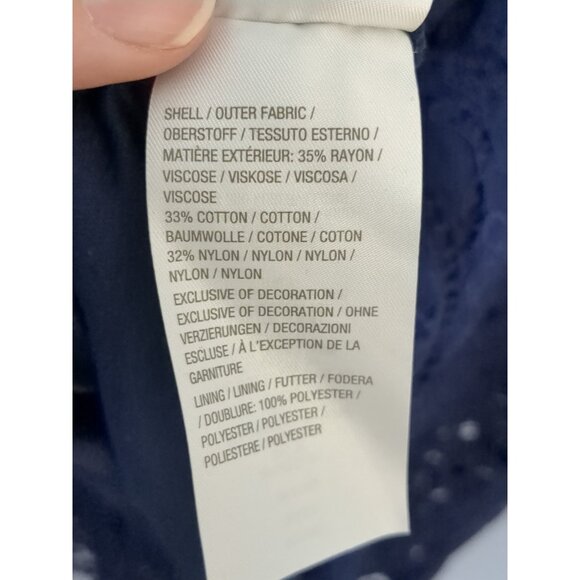 SHELL / OUTER FABRIC /
OBERSTOFF / TESSUTO ESTERNO /
MATIÈRE EXTÉRIEUR: 35% RAYON /
VISCOSE / VISKOSE / VISCOSA /
VISCOSE
33% COTTON / COTTON /
BAUMWOLLE / COTONE / COTON
32% NYLON / NYLON / NYLON /
NYLON / NYLON
EXCLUSIVE OF DECORATION /
EXCLUSIVE OF DECORATION / OHNE
VERZIERUNGEN / DECORAZIONI
ESCLUSE / À L'EXCEPTION DE LA
GARNITURE
LINING / LINING / FUTTER / FODERA
/ DOUBLURE: 100% POLYESTER /
POLYESTER / POLYESTER /
POLIESTERE / POLYESTER